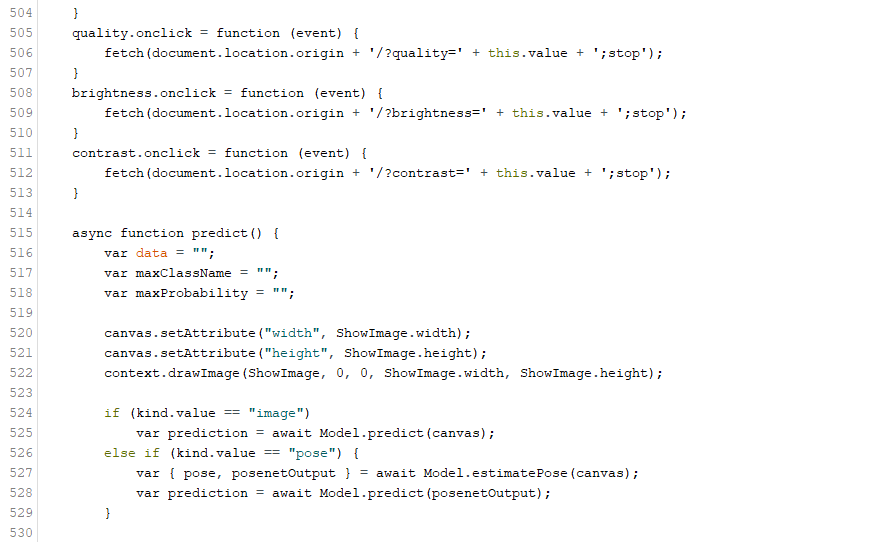 504     }
505     quality.onclick = function (event) {
506         fetch(document.location.origin + '/?quality=' + this.value + ';stop');
507     }
508     brightness.onclick = function (event) {
509         fetch(document.location.origin + '/?brightness=' + this.value + ';stop');
510     }
511     contrast.onclick = function (event) {
512         fetch(document.location.origin + '/?contrast=' + this.value + ';stop');
513     }
514
515     async function predict() {
516         var data = "";
517         var maxClassName = "";
518         var maxProbability = "";
519
520         canvas.setAttribute("width", ShowImage.width);
521         canvas.setAttribute("height", ShowImage.height);
522         context.drawImage(ShowImage, 0, 0, ShowImage.width, ShowImage.height);
523
524         if (kind.value == "image")
525             var prediction = await Model.predict(canvas);
526         else if (kind.value == "pose") {
527             var { pose, posenetOutput } = await Model.estimatePose(canvas);
528             var prediction = await Model.predict(posenetOutput);
529         }
530